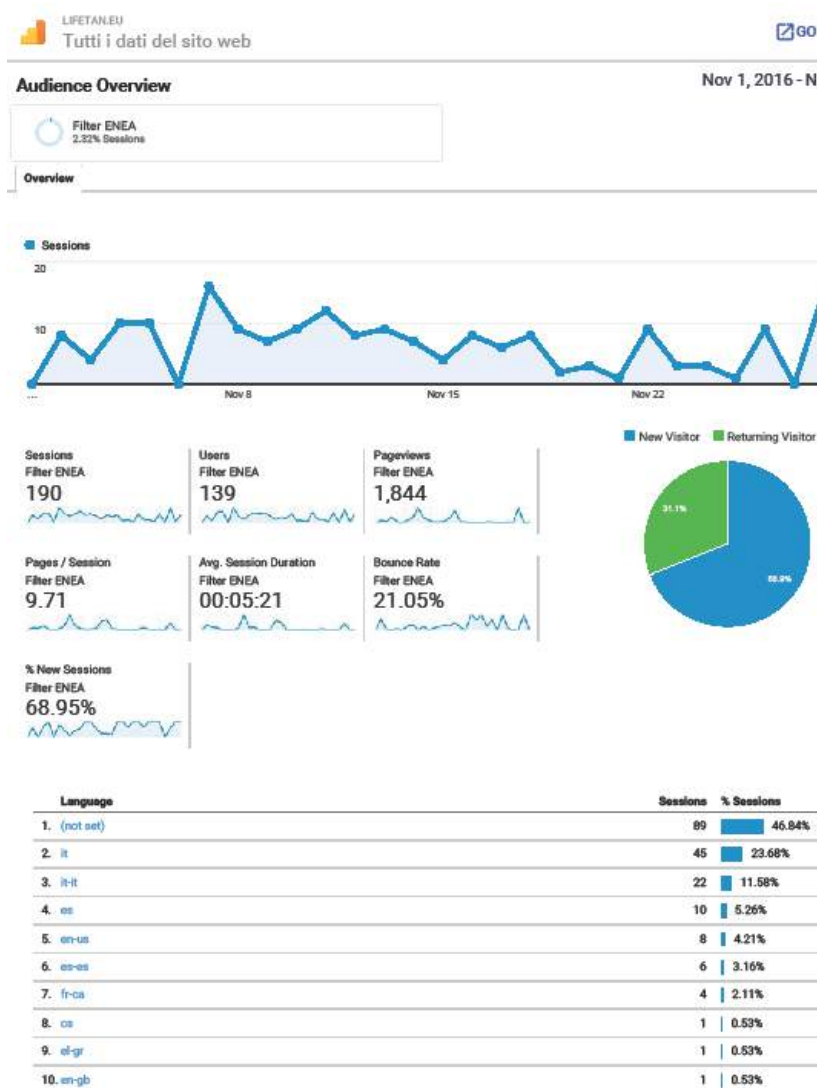 LIFETAN.EU
Tutti i dati del sito web
GO
Audience Overview
Nov 1, 2016 - N
Filter ENEA
2.32% Sessions
Overview
Sessions
20
10
...
Nov 8
Nov 15
Nov 22
New Visitor
Returning Visitor
31.1%
68.9%
Sessions
Filter ENEA
190
Users
Filter ENEA
139
Pageviews
Filter ENEA
1,844
Pages / Session
Filter ENEA
9.71
Avg. Session Duration
Filter ENEA
00:05:21
Bounce Rate
Filter ENEA
21.05%
% New Sessions
Filter ENEA
68.95%
Language Sessions % Sessions
1. (not set) 89 46.84%
2. it 45 23.68%
3. it-it 22 11.58%
4. es 10 5.26%
5. en-us 8 4.21%
6. es-es 6 3.16%
7. fr-ca 4 2.11%
8. cs 1 0.53%
9. el-gr 1 0.53%
10. en-gb 1 0.53%